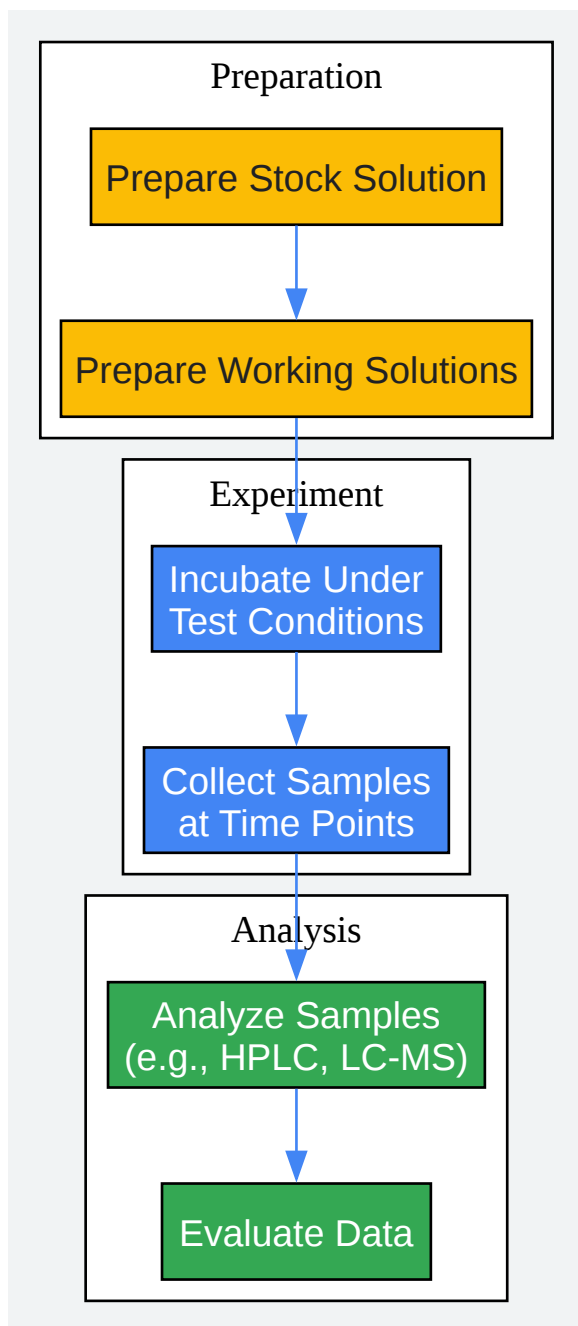 Preparation
Prepare Stock Solution
Prepare Working Solutions
Experiment
Incubate Under
Test Conditions
Collect Samples
at Time Points
Analysis
Analyze Samples
(e.g., HPLC, LC-MS)
Evaluate Data